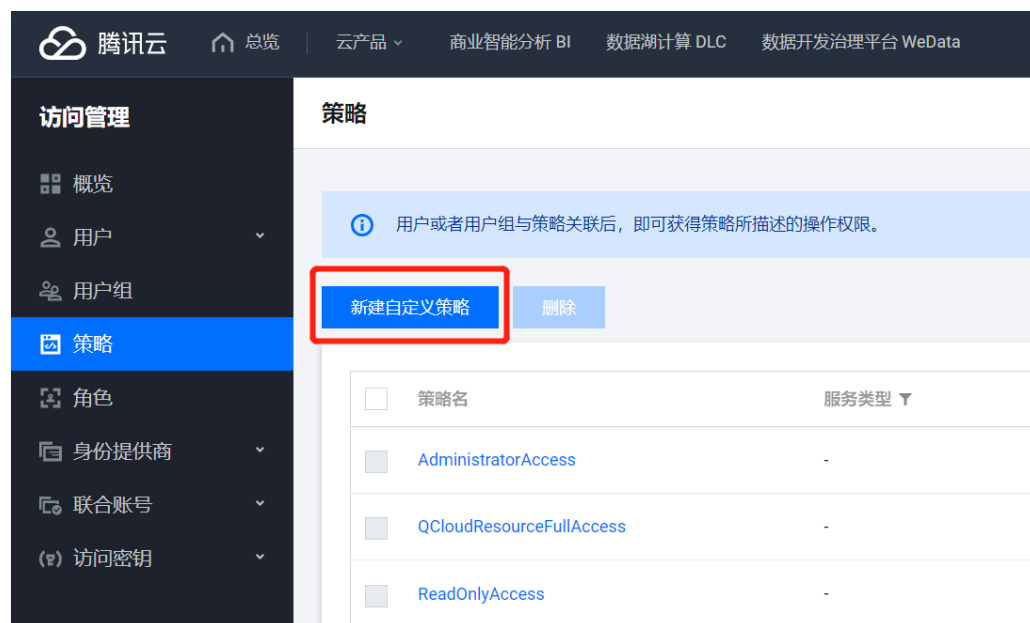 腾讯云 总览 云产品 商业智能分析 BI 数据湖计算 DLC 数据开发治理平台 WeData
访问管理
概览
用户
用户组
策略
角色
身份提供商
联合账号
访问密钥
策略
用户或者用户组与策略关联后，即可获得策略所描述的操作权限。
新建自定义策略 删除
策略名 服务类型
AdministratorAccess -
QCloudResourceFullAccess -
ReadOnlyAccess -